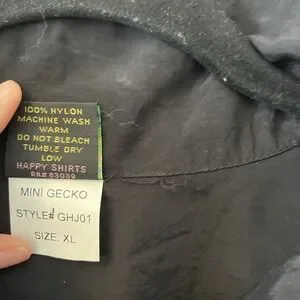 100% NYLON
MACHINE WASH
WARM
DO NOT BLEACH
TUMBLE DRY
LOW
HAPPY SHIRTS
RN# 83939
MINI GECKO
STYLE# GHJ01
SIZE: XL